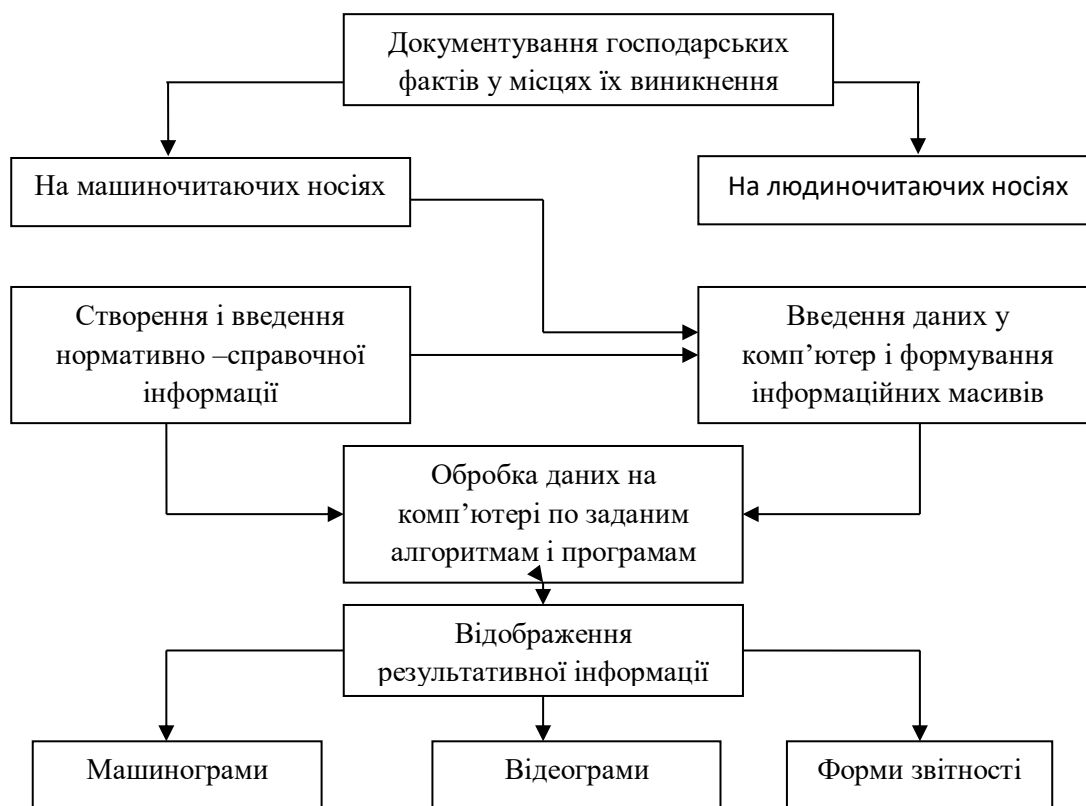 Документування господарських
фактів у місцях їх виникнення
На машиночитаючих носіях
На людиночитаючих носіях
Створення і введення
нормативно –справочної
інформації
Введення даних у
комп’ютер і формування
інформаційних масивів
Обробка даних на
комп’ютері по заданим
алгоритмам і програмам
Відображення
результативної інформації
Машинограми
Відеограми
Форми звітності